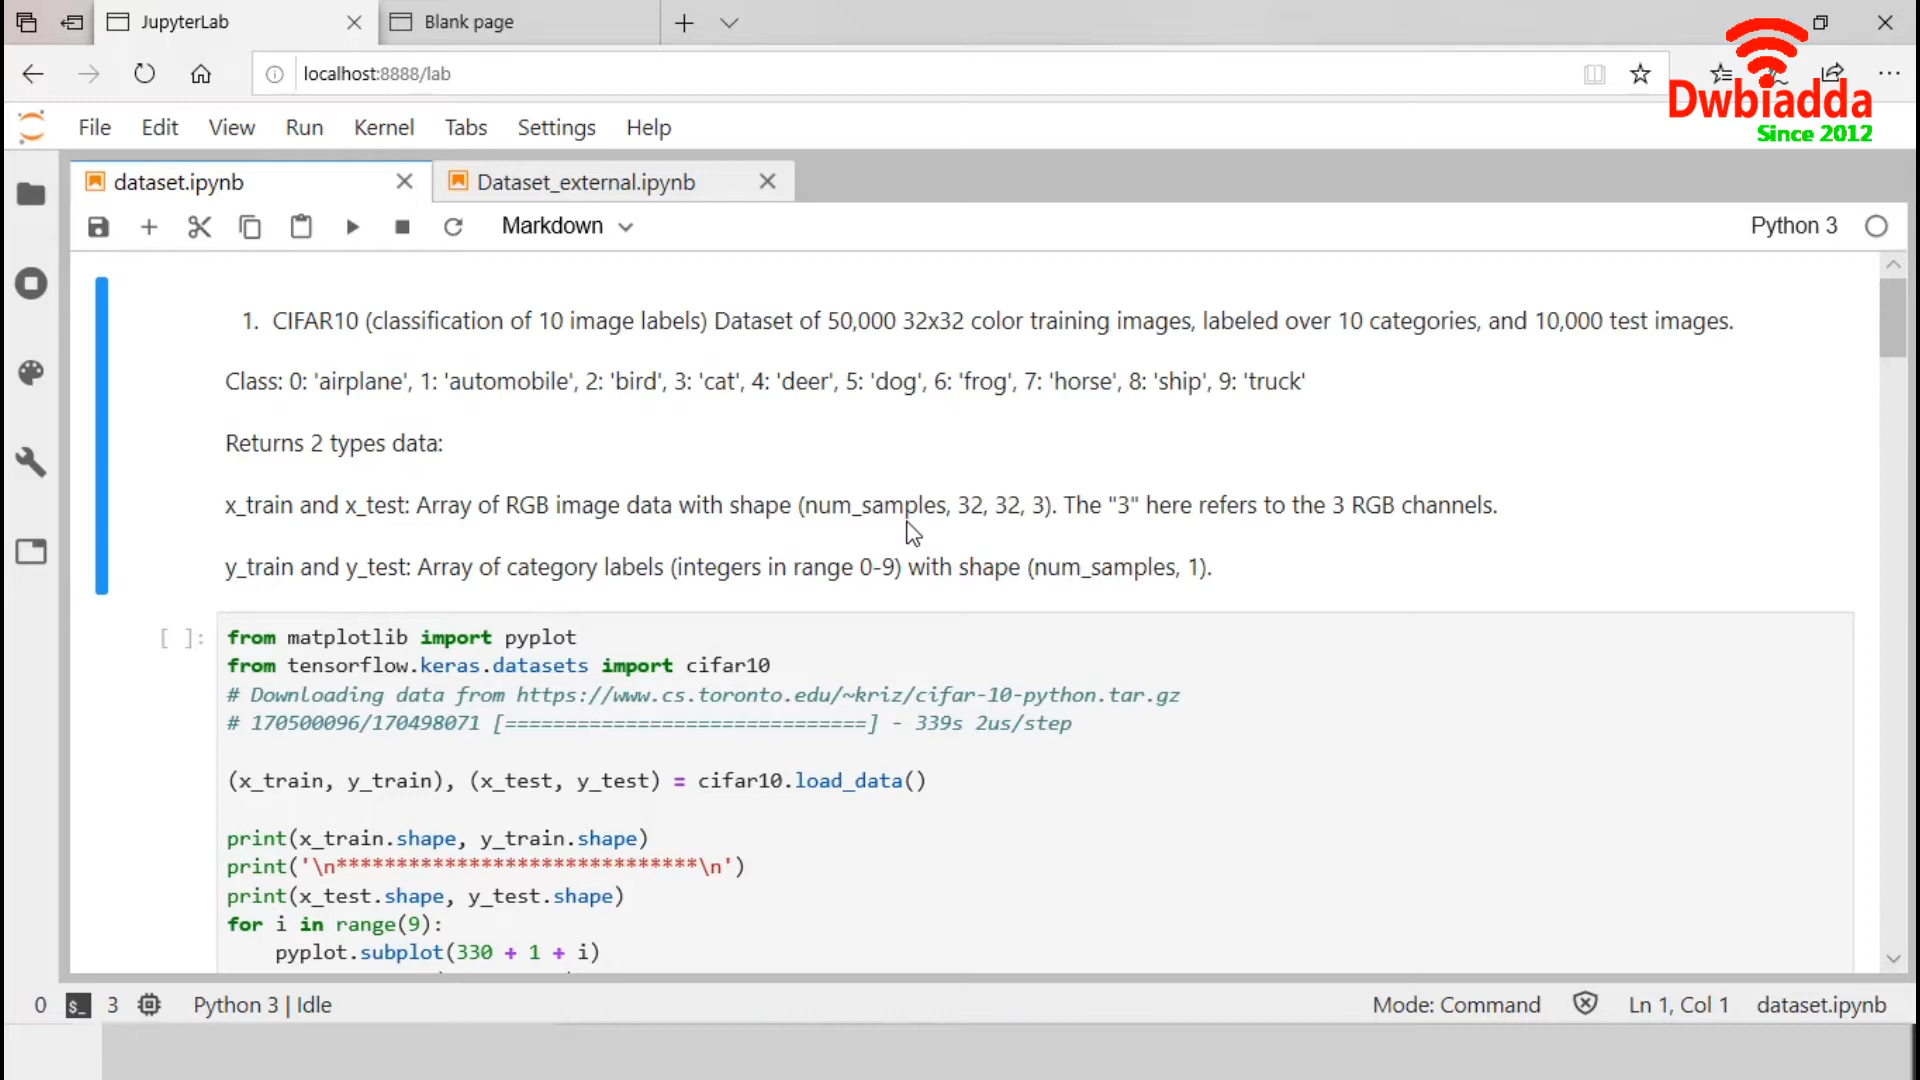 JupyterLab
Blank page
localhost:8888/lab
Dwbiadda
Since 2012
File Edit View Run Kernel Tabs Settings Help
dataset.ipynb
Dataset_external.ipynb
Markdown
Python 3
1. CIFAR10 (classification of 10 image labels) Dataset of 50,000 32x32 color training images, labeled over 10 categories, and 10,000 test images.
Class: 0: 'airplane', 1: 'automobile', 2: 'bird', 3: 'cat', 4: 'deer', 5: 'dog', 6: 'frog', 7: 'horse', 8: 'ship', 9: 'truck'
Returns 2 types data:
x_train and x_test: Array of RGB image data with shape (num_samples, 32, 32, 3). The "3" here refers to the 3 RGB channels.
y_train and y_test: Array of category labels (integers in range 0-9) with shape (num_samples, 1).
[ ]:
from matplotlib import pyplot
from tensorflow.keras.datasets import cifar10
# Downloading data from https://www.cs.toronto.edu/~kriz/cifar-10-python.tar.gz
# 170500096/170498071 [==============================] - 339s 2us/step
(x_train, y_train), (x_test, y_test) = cifar10.load_data()
print(x_train.shape, y_train.shape)
print('\n******************************\n')
print(x_test.shape, y_test.shape)
for i in range(9):
pyplot.subplot(330 + 1 + i)
0 $_ 3 Python 3 | Idle
Mode: Command Ln 1, Col 1 dataset.ipynb